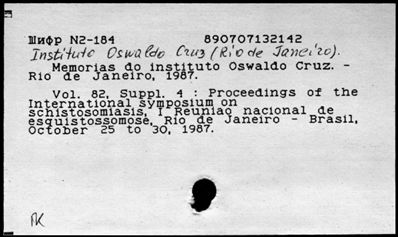 Шифр N2-184 890707132142
Instituto Oswaldo Cruz (Rio de Janeiro).
Memorias do instituto Oswaldo Cruz. -
Rio de Janeiro, 1987.
Vol. 82, Suppl. 4 : Proceedings of the
International symposium on
schistosomiasis, I Reuniao nacional de
esquistossomose, Rio de Janeiro - Brasil,
October 25 to 30, 1987.
ЛК